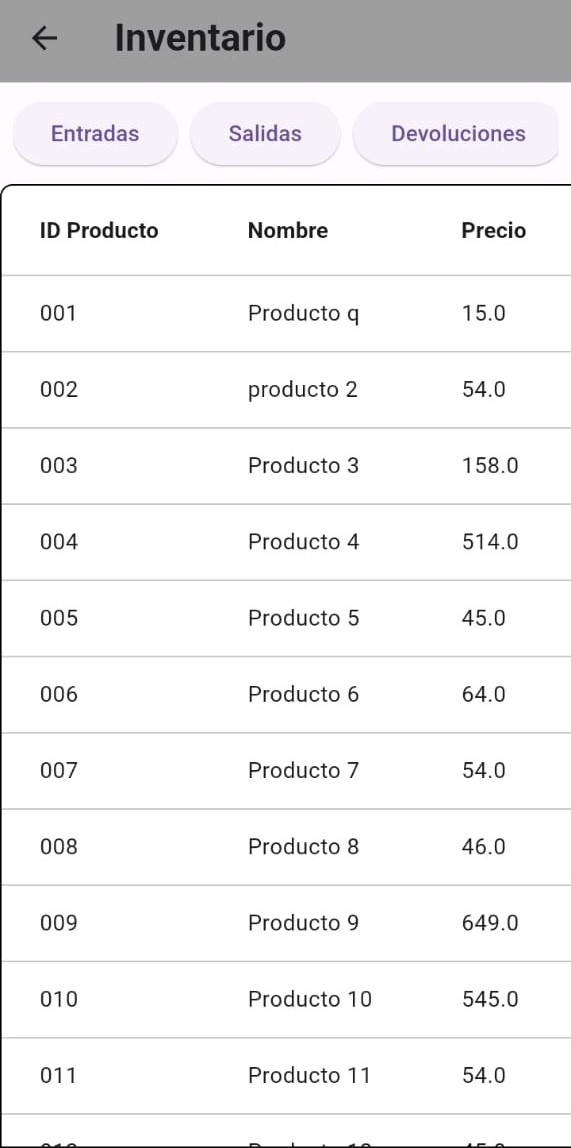 Inventario
Entradas Salidas Devoluciones
ID Producto Nombre Precio
001 Producto q 15.0
002 producto 2 54.0
003 Producto 3 158.0
004 Producto 4 514.0
005 Producto 5 45.0
006 Producto 6 64.0
007 Producto 7 54.0
008 Producto 8 46.0
009 Producto 9 649.0
010 Producto 10 545.0
011 Producto 11 54.0